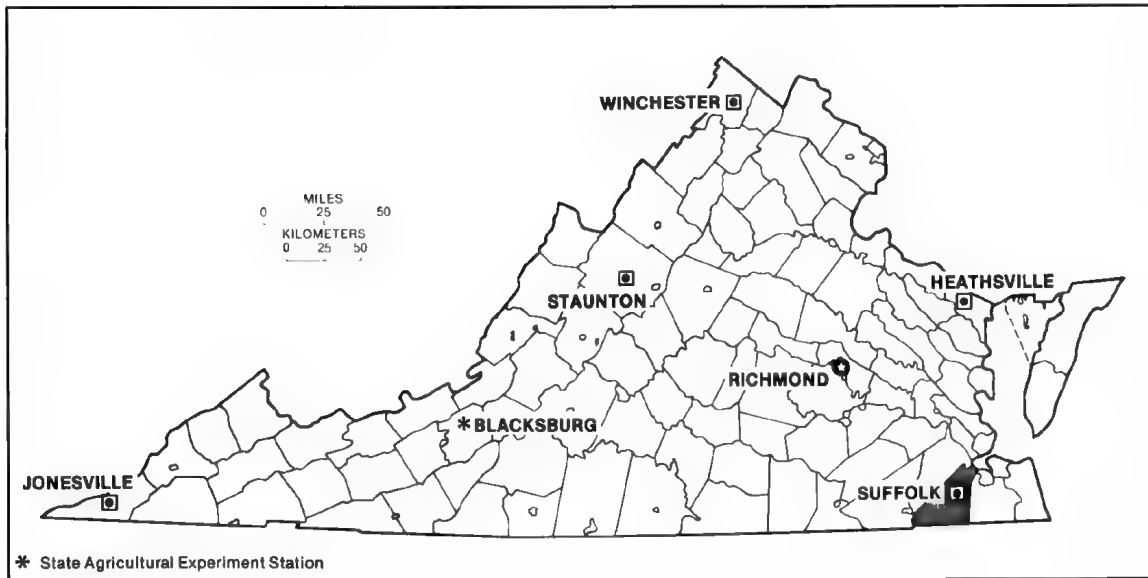 WINCHESTER
MILES
0 25 50
KILOMETERS
0 25 50
HEATHSVILLE
STAUNTON
RICHMOND
* BLACKSBURG
JONESVILLE
SUFFOLK
* State Agricultural Experiment Station